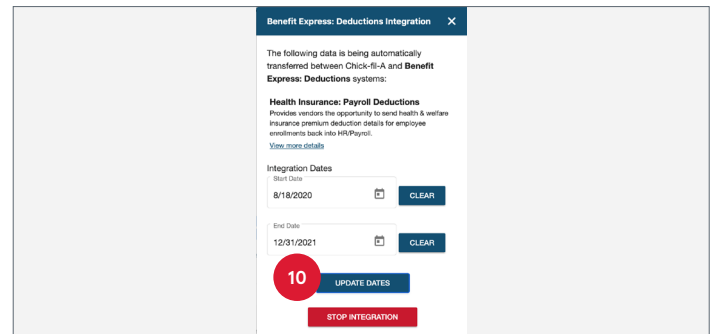 Benefit Express: Deductions Integration X
The following data is being automatically
transferred between Chick-fil-A and Benefit
Express: Deductions systems:
Health Insurance: Payroll Deductions
Provides vendors the opportunity to send health & welfare
insurance premium deduction details for employee
enrollments back into HR/Payroll.
View more details
Integration Dates
Start Date
8/18/2020 CLEAR
End Date
12/31/2021 CLEAR
10 UPDATE DATES
STOP INTEGRATION